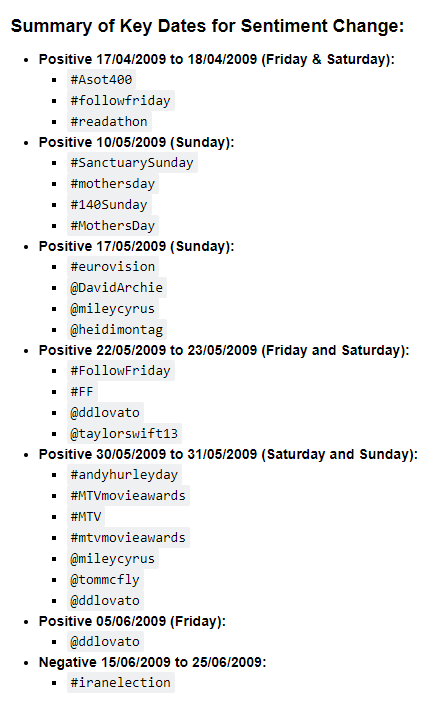 Summary of Key Dates for Sentiment Change:
Positive 17/04/2009 to 18/04/2009 (Friday & Saturday):
#Asot400
#followfriday
#readathon
Positive 10/05/2009 (Sunday):
#SanctuarySunday
#mothersday
#140Sunday
#MothersDay
Positive 17/05/2009 (Sunday):
#eurovision
@DavidArchie
@mileycyrus
@heidimontag
Positive 22/05/2009 to 23/05/2009 (Friday and Saturday):
#FollowFriday
#FF
@ddlovato
@taylorswift13
Positive 30/05/2009 to 31/05/2009 (Saturday and Sunday):
#andyhurleyday
#MTVmovieawards
#MTV
#mtvmovieawards
@mileycyrus
@tommcfly
@ddlovato
Positive 05/06/2009 (Friday):
@ddlovato
Negative 15/06/2009 to 25/06/2009:
#iranelection